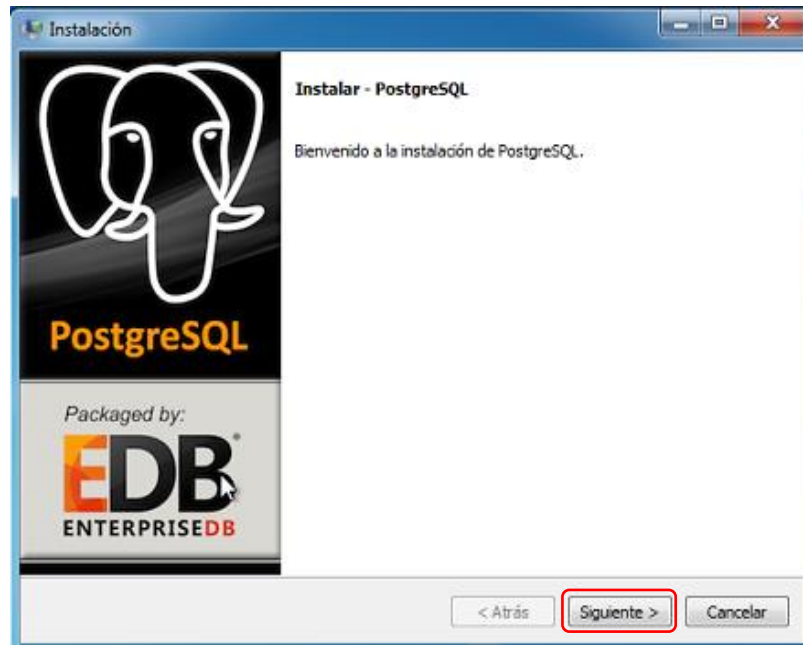 Instalación
Instalar - PostgreSQL
Bienvenido a la instalación de PostgreSQL.
PostgreSQL
Packaged by:
EDB
ENTERPRISEDB
< Atrás
Siguiente >
Cancelar